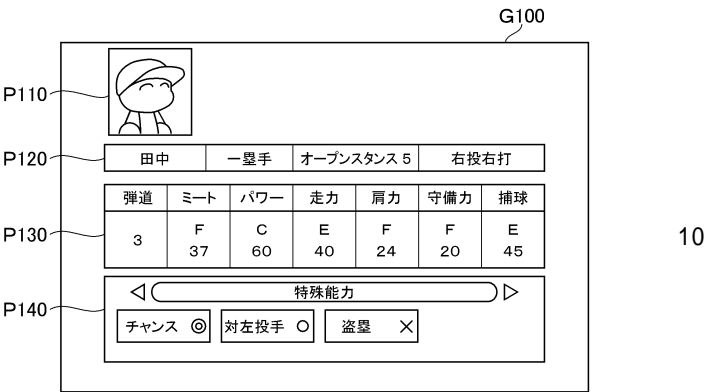 G100
P110
P120 田中 一塁手 オープンスタンス 5 右投右打
弾道 ミート パワー 走力 肩力 守備力 捕球
P130 3 F 37 C 60 E 40 F 24 F 20 E 45
10
P140
特殊能力
チャンス ◎ 対左投手 ○ 盗塁 ×